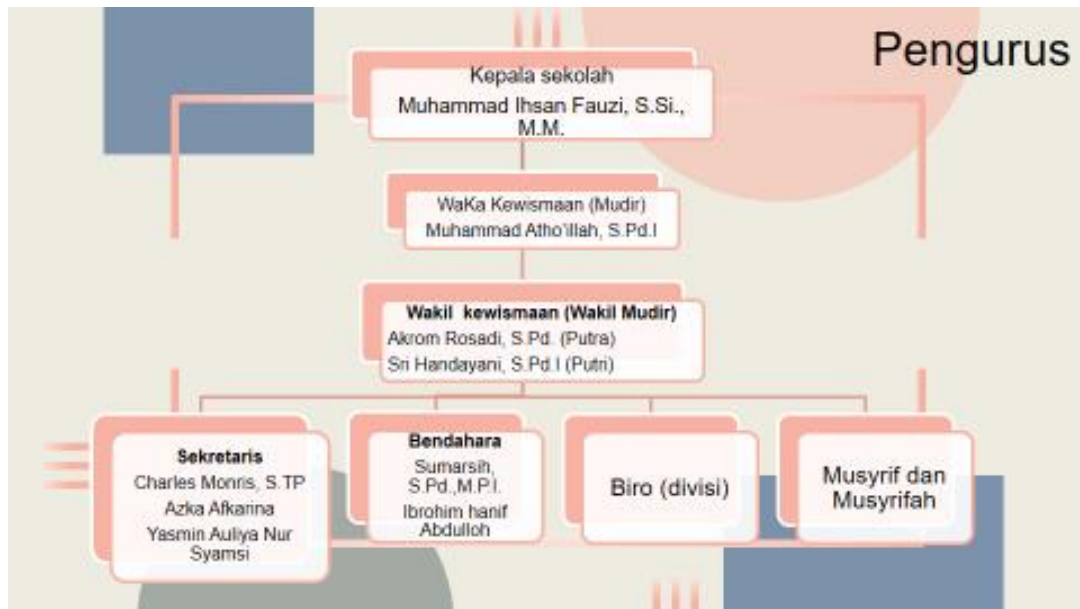 Pengurus
Kepala sekolah
Muhammad Ihsan Fauzi, S.Si.,
M.M.
WaKa Kewismaan (Mudir)
Muhammad Atho'illah, S.Pd.I
Wakil kewismaan (Wakil Mudir)
Akrom Rosadi, S.Pd. (Putra)
Sri Handayani, S.Pd.I (Putri)
Sekretaris
Charles Monris, S.TP
Azka Afkarina
Yasmin Auliya Nur
Syamsi
Bendahara
Sumarsih,
S.Pd.,M.P.I.
Ibrohim hanif
Abdulloh
Biro (divisi)
Musyrif dan
Musyrifah